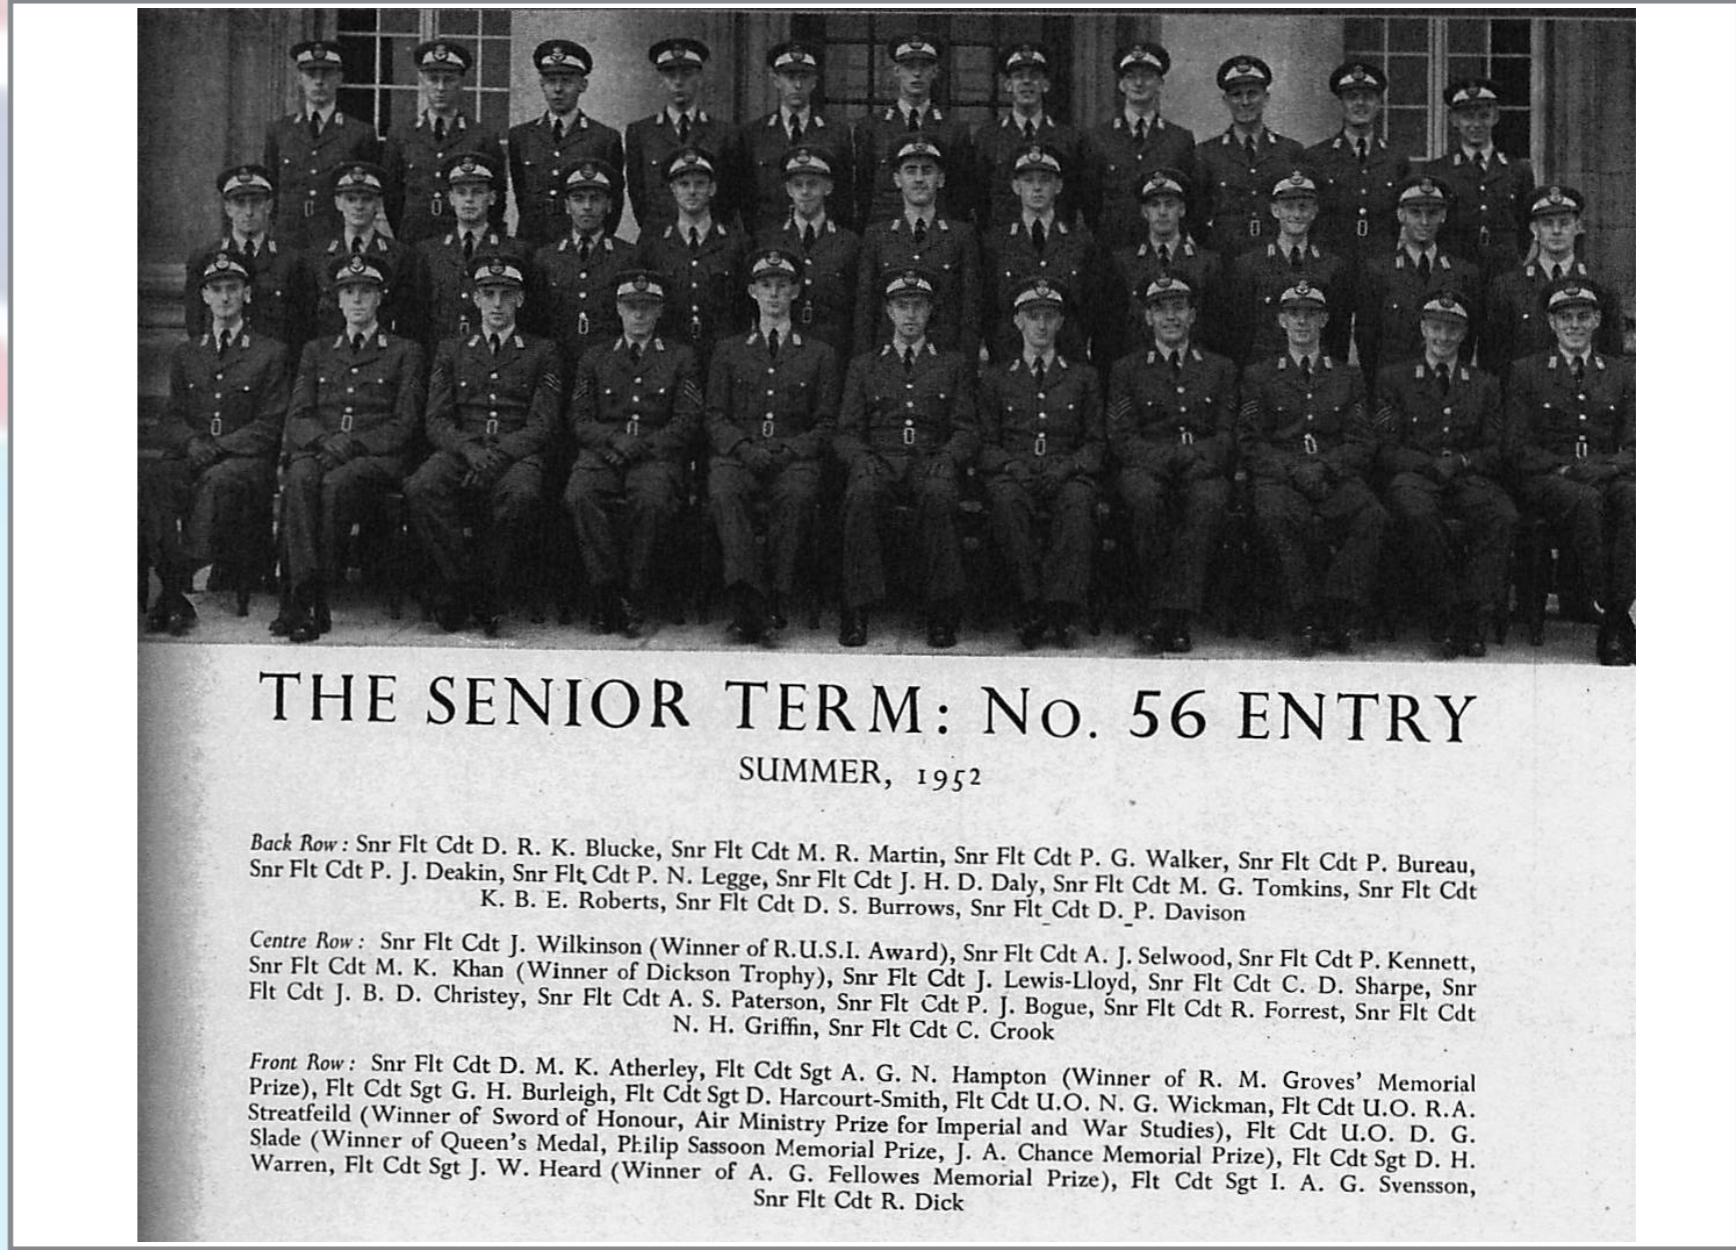 THE SENIOR TERM: No. 56 ENTRY
SUMMER, 1952
Back Row: Snr Flt Cdt D. R. K. Blucke, Snr Flt Cdt M. R. Martin, Snr Flt Cdt P. G. Walker, Snr Flt Cdt P. Bureau,
Snr Flt Cdt P. J. Deakin, Snr Flt Cdt P. N. Legge, Snr Flt Cdt J. H. D. Daly, Snr Flt Cdt M. G. Tomkins, Snr Flt Cdt
K. B. E. Roberts, Snr Flt Cdt D. S. Burrows, Snr Flt Cdt D. P. Davison
Centre Row: Snr Flt Cdt J. Wilkinson (Winner of R.U.S.I. Award), Snr Flt Cdt A. J. Selwood, Snr Flt Cdt P. Kennett,
Snr Flt Cdt M. K. Khan (Winner of Dickson Trophy), Snr Flt Cdt J. Lewis-Lloyd, Snr Flt Cdt C. D. Sharpe, Snr
Flt Cdt J. B. D. Christey, Snr Flt Cdt A. S. Paterson, Snr Flt Cdt P. J. Bogue, Snr Flt Cdt R. Forrest, Snr Flt Cdt
N. H. Griffin, Snr Flt Cdt C. Crook
Front Row: Snr Flt Cdt D. M. K. Atherley, Flt Cdt Sgt A. G. N. Hampton (Winner of R. M. Groves' Memorial
Prize), Flt Cdt Sgt G. H. Burleigh, Flt Cdt Sgt D. Harcourt-Smith, Flt Cdt U.O. N. G. Wickman, Flt Cdt U.O. R.A.
Streatfeild (Winner of Sword of Honour, Air Ministry Prize for Imperial and War Studies), Flt Cdt U.O. D. G.
Slade (Winner of Queen's Medal, Philip Sassoon Memorial Prize, J. A. Chance Memorial Prize), Flt Cdt Sgt D. H.
Warren, Flt Cdt Sgt J. W. Heard (Winner of A. G. Fellowes Memorial Prize), Flt Cdt Sgt I. A. G. Svensson,
Snr Flt Cdt R. Dick